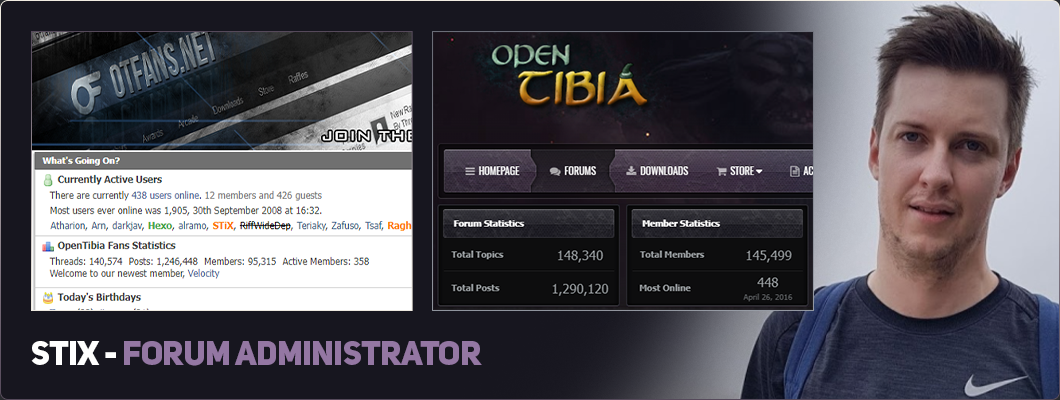 OTFANS.NET
Awards Arcade Downloads Store Raffles
JOIN THE
What's Going On?
Currently Active Users
There are currently 438 users online. 12 members and 426 guests
Most users ever online was 1,905, 30th September 2008 at 16:32.
Atharion, Arn, darkjav, Hexo, alramo, STiX, RiffWideDep, Teriaky, Zafuso, Tsaf, Ragh
OpenTibia Fans Statistics
Threads: 140,574 Posts: 1,246,448 Members: 95,315 Active Members: 358
Welcome to our newest member, Velocity
Today's Birthdays
OPEN
TIBIA
HOMEPAGE FORUMS DOWNLOADS STORE AC
Forum Statistics
Total Topics 148,340
Total Posts 1,290,120
Member Statistics
Total Members 145,499
Most Online 448
April 26, 2016
STIX - FORUM ADMINISTRATOR